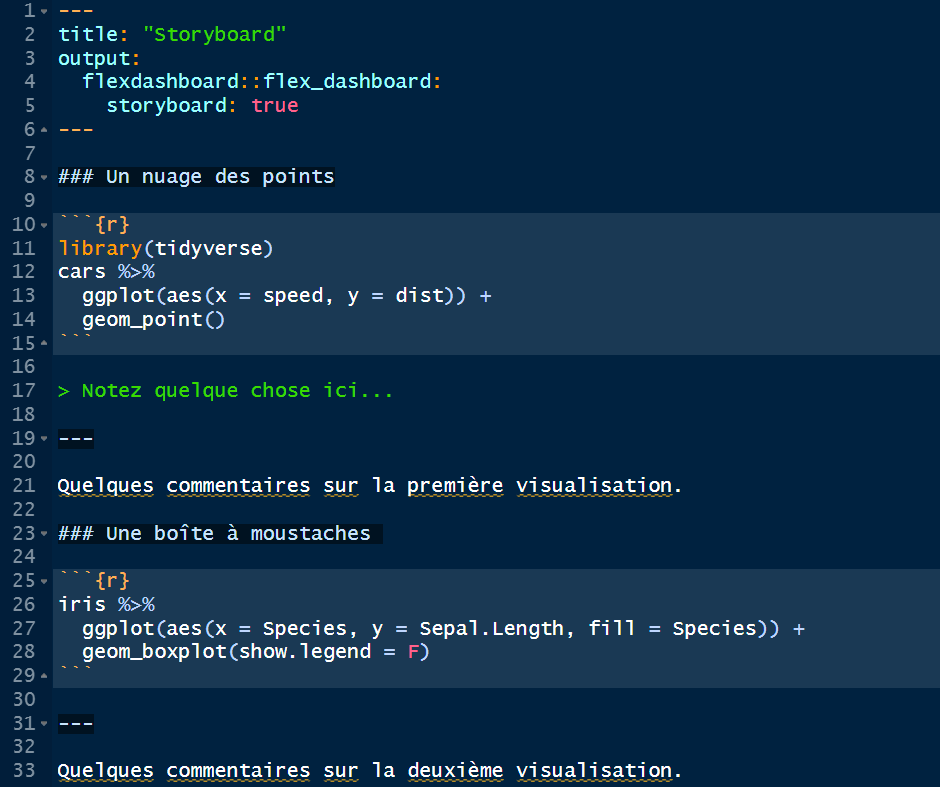 1 ---
2 title: "Storyboard"
3 output:
4   flexdashboard::flex_dashboard:
5     storyboard: true
6 ---
7
8 ### Un nuage des points
9
10 ```{r}
11 library(tidyverse)
12 cars %>%
13   ggplot(aes(x = speed, y = dist)) +
14   geom_point()
15 ```
16
17 > Notez quelque chose ici...
18
19 ---
20
21 Quelques commentaires sur la première visualisation.
22
23 ### Une boîte à moustaches
24
25 ```{r}
26 iris %>%
27   ggplot(aes(x = Species, y = Sepal.Length, fill = Species)) +
28   geom_boxplot(show.legend = F)
29 ```
30
31 ---
32
33 Quelques commentaires sur la deuxième visualisation.